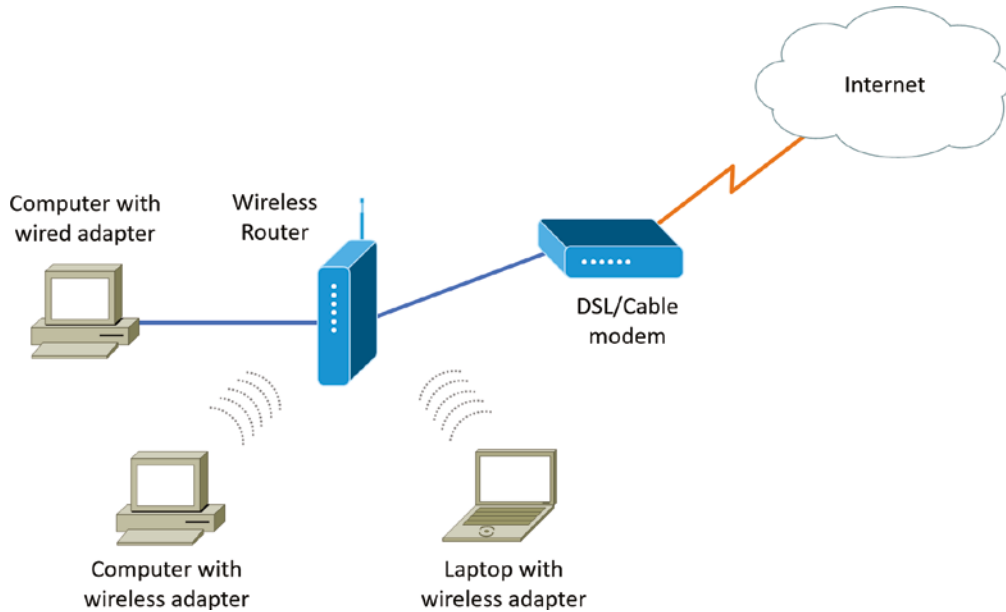 Internet
Computer with
wired adapter
Wireless
Router
DSL/Cable
modem
Computer with
wireless adapter
Laptop with
wireless adapter